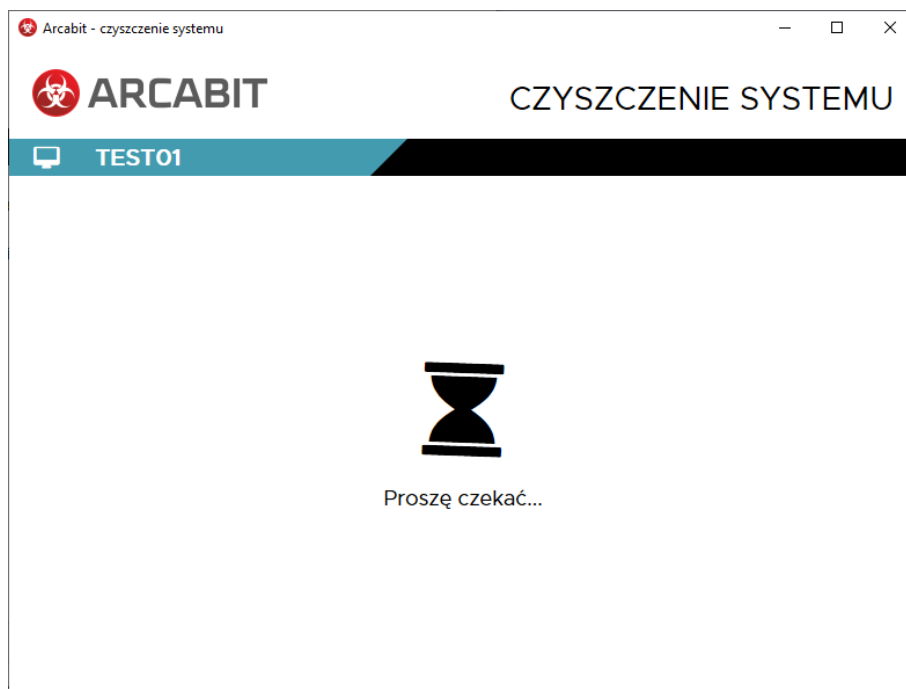 Arcabit - czyszczenie systemu
ARCABIT
CZYSZCZENIE SYSTEMU
TEST01
Proszę czekać...